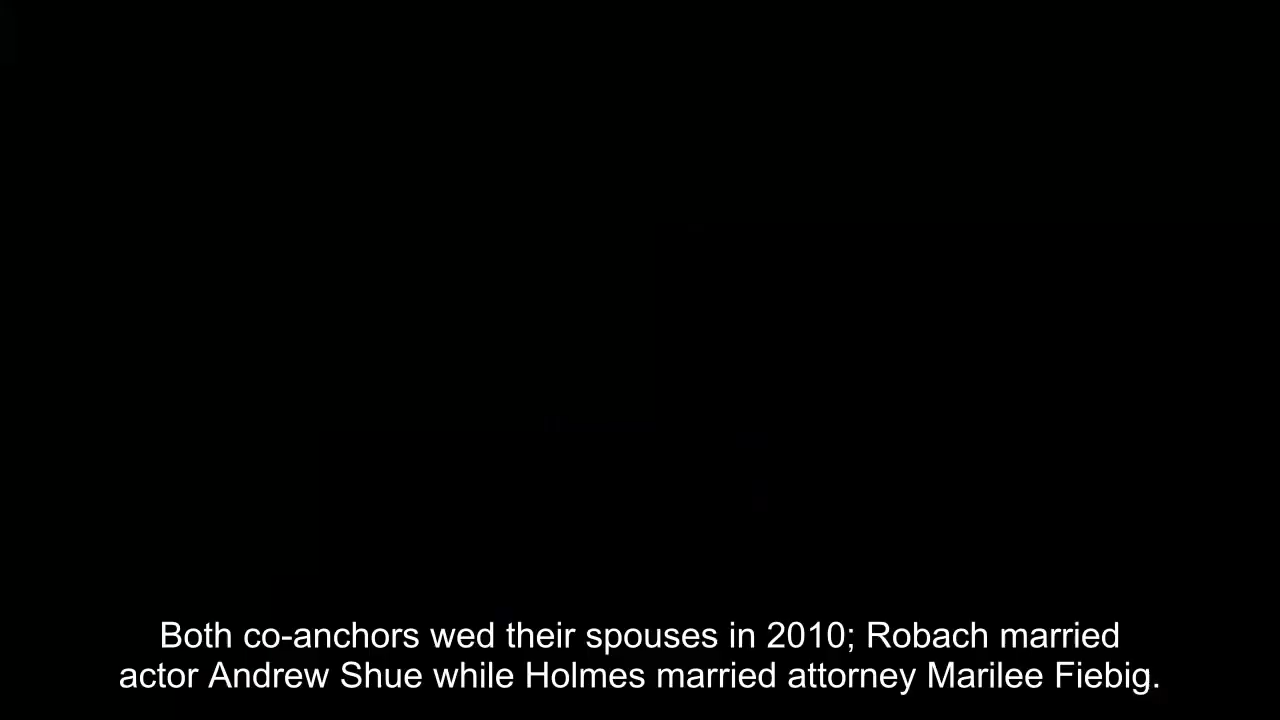 Both co-anchors wed their spouses in 2010; Robach married
actor Andrew Shue while Holmes married attorney Marilee Fiebig.